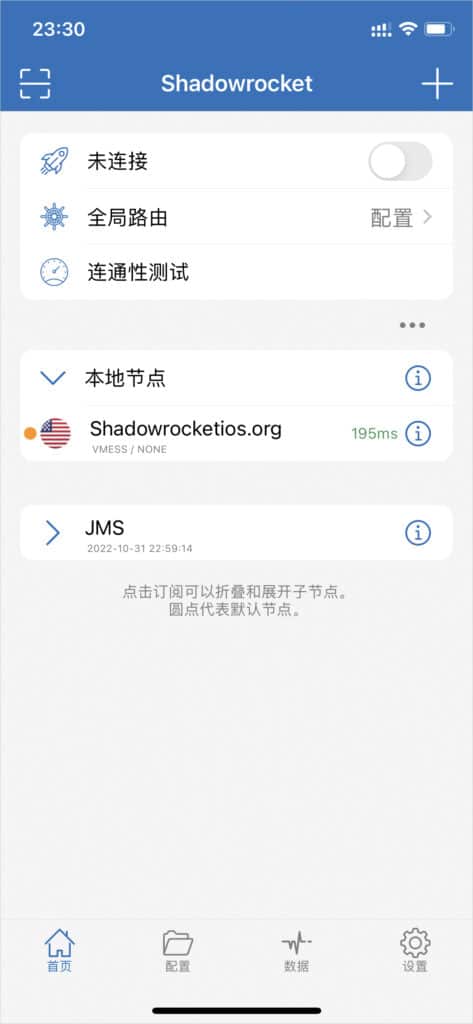 23:30
Shadowrocket
未连接
全局路由 配置
连通性测试
本地节点
Shadowrocketios.org 195ms
VMESS / NONE
JMS
2022-10-31 22:59:14
点击订阅可以折叠和展开子节点。
圆点代表默认节点。
首页 配置 数据 设置